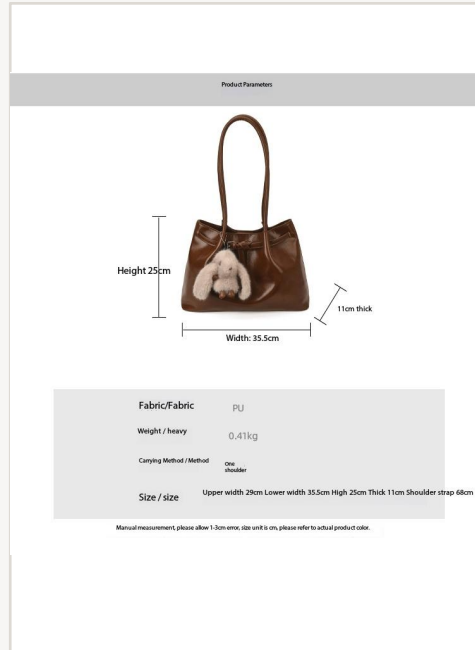 Product Parameters
Height 25cm
11cm thick
Width: 35.5cm
Fabric/Fabric PU
Weight / heavy 0.41kg
Carrying Method / Method One
shoulder
Size / size Upper width 29cm Lower width 35.5cm High 25cm Thick 11cm Shoulder strap 68cm
Manual measurement, please allow 1-3cm error, size unit is cm, please refer to actual product color.